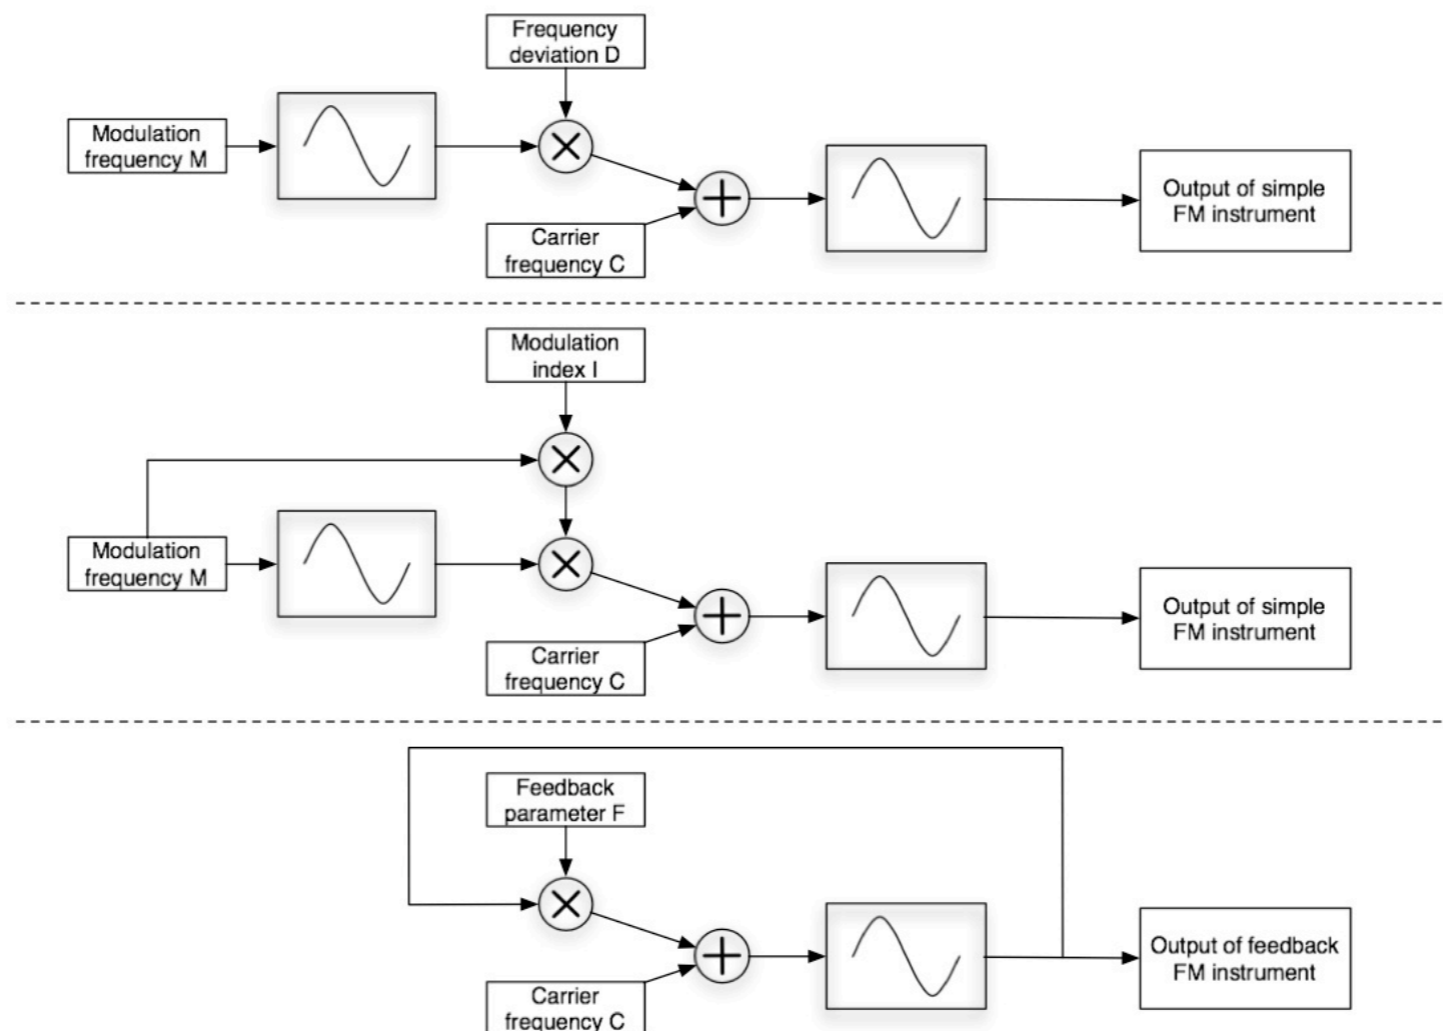 Frequency
deviation D
Modulation
frequency M
Carrier
frequency C
Output of simple
FM instrument
Modulation
index I
Modulation
frequency M
Carrier
frequency C
Output of simple
FM instrument
Feedback
parameter F
Carrier
frequency C
Output of feedback
FM instrument